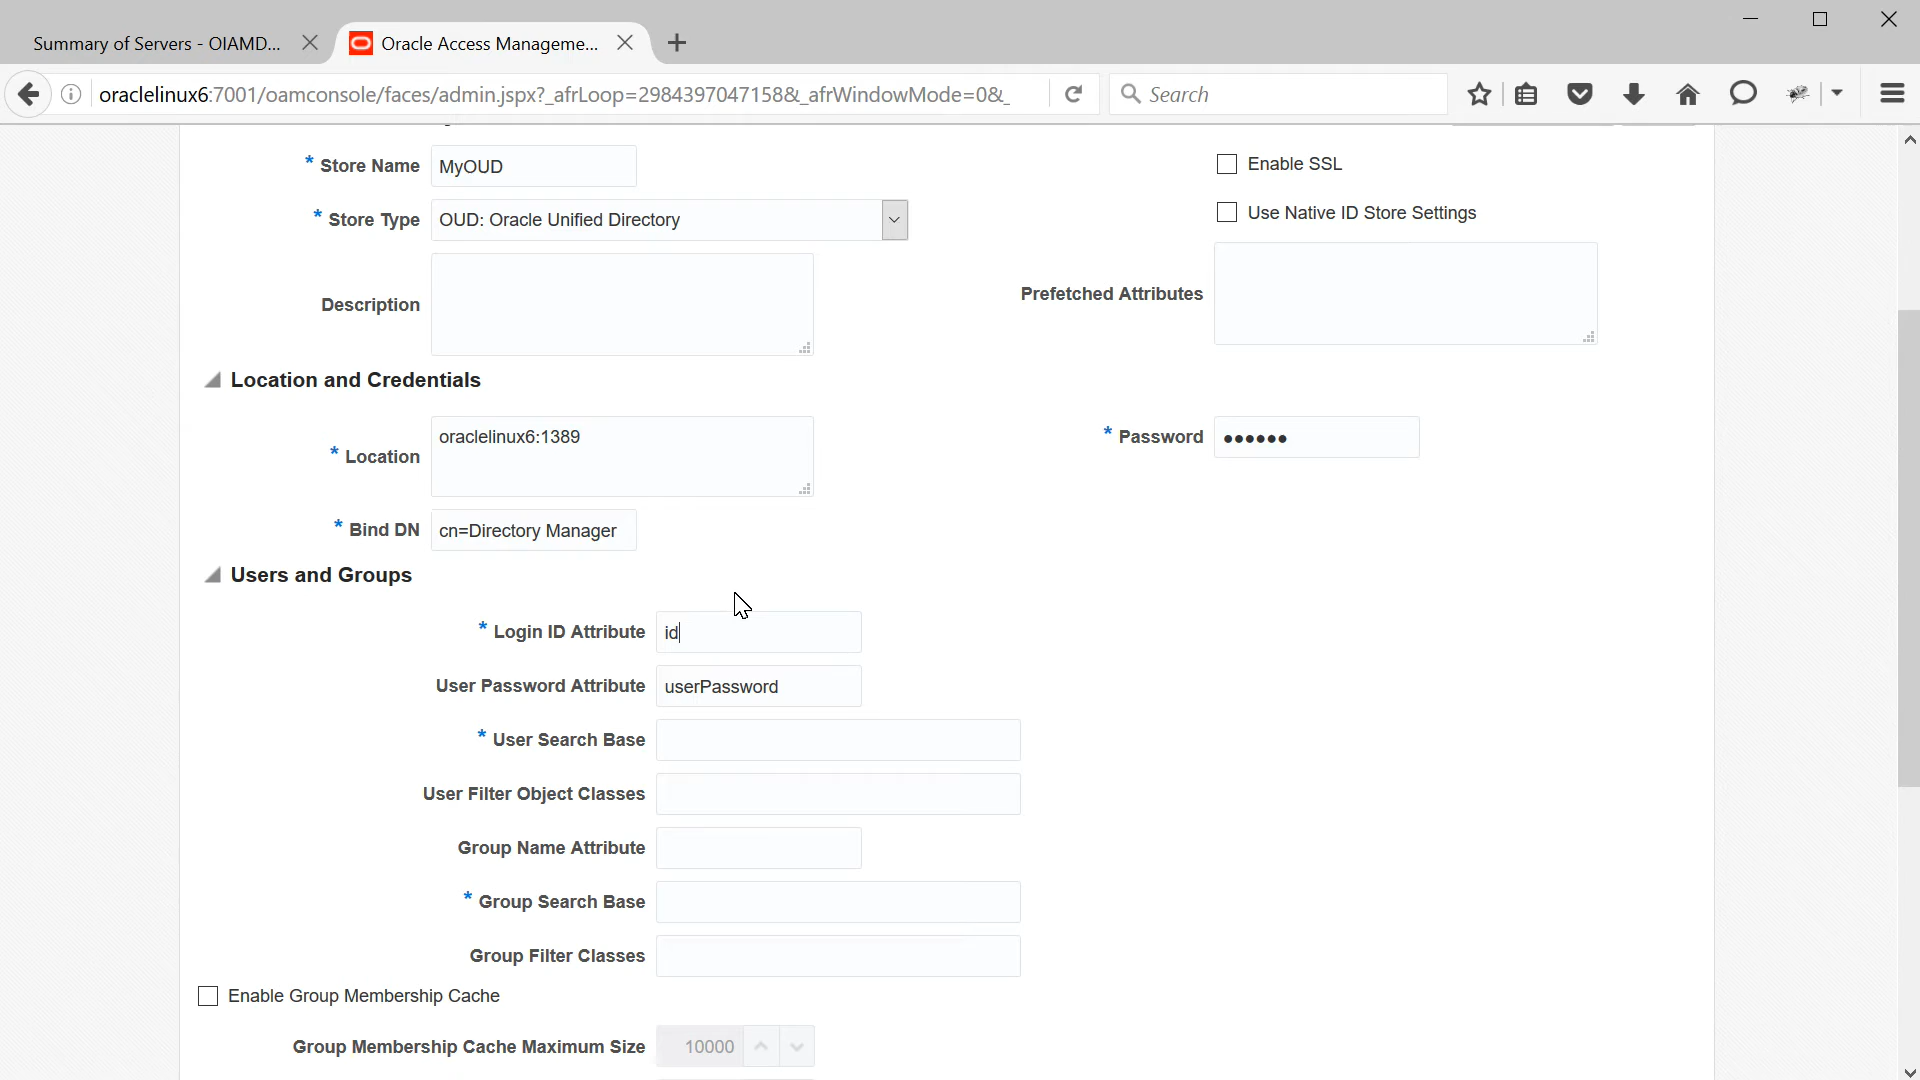 Summary of Servers - OIAMD...
Oracle Access Manageme...
oraclelinux6:7001/oamconsole/faces/admin.jspx?_afrLoop=2984397047158&_afrWindowMode=0&_
Search
* Store Name MyOUD
Enable SSL
* Store Type OUD: Oracle Unified Directory
Use Native ID Store Settings
Description
Prefetched Attributes
Location and Credentials
* Location oraclelinux6:1389
* Password ●●●●●●
* Bind DN cn=Directory Manager
Users and Groups
* Login ID Attribute id
User Password Attribute userPassword
* User Search Base
User Filter Object Classes
Group Name Attribute
* Group Search Base
Group Filter Classes
Enable Group Membership Cache
Group Membership Cache Maximum Size 10000